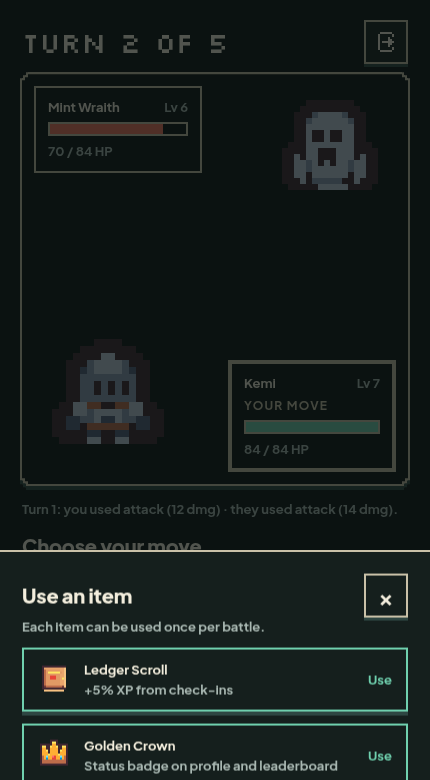 TURN 2 OF 5
Mint Wraith Lv 6
70 / 84 HP
Kemi Lv 7
YOUR MOVE
84 / 84 HP
Turn 1: you used attack (12 dmg) · they used attack (14 dmg).
Choose your move
Use an item
×
Each item can be used once per battle.
Ledger Scroll
+5% XP from check-ins
Use
Golden Crown
Status badge on profile and leaderboard
Use